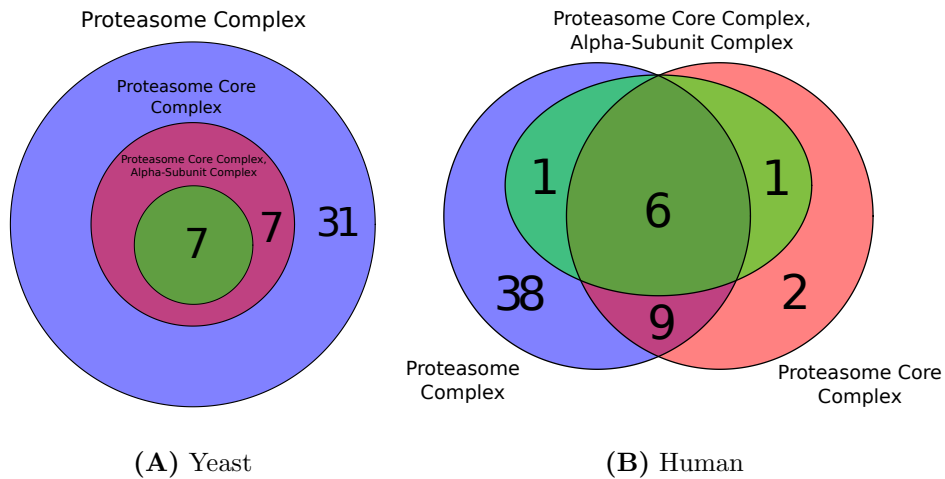 Proteasome Complex
Proteasome Core
Complex
Proteasome Core Complex,
Alpha-Subunit Complex
7
7
31
(A) Yeast
Proteasome Core Complex,
Alpha-Subunit Complex
1
6
1
38
9
2
Proteasome
Complex
Proteasome Core
Complex
(B) Human